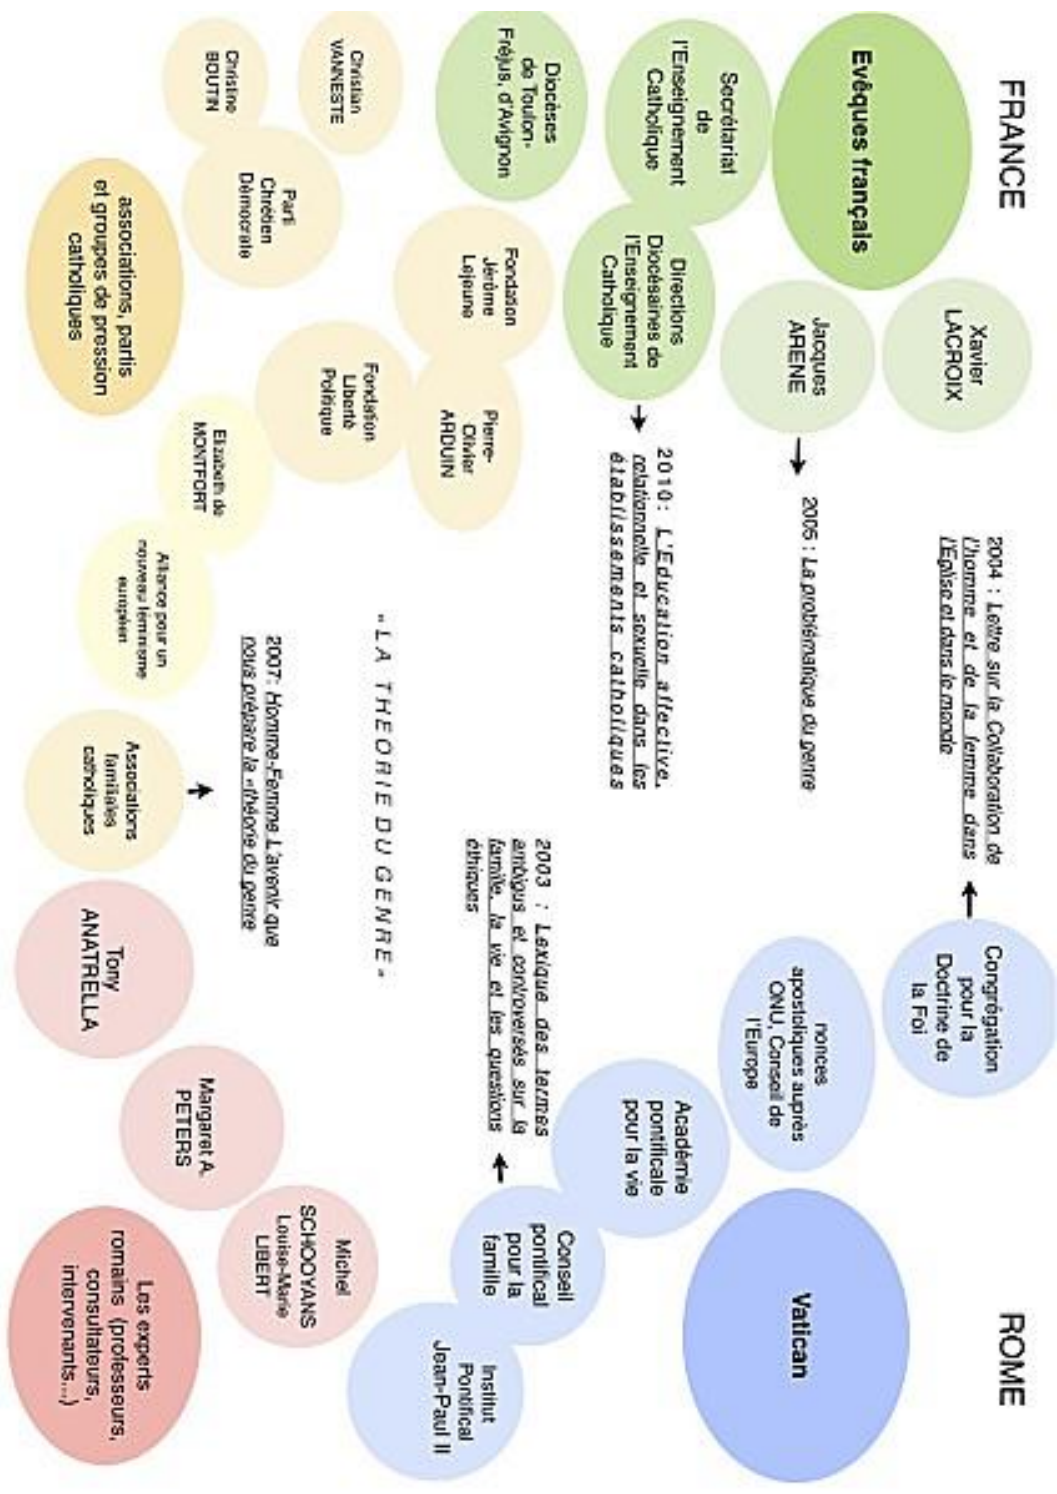 FRANCE
ROME
Evêques français
Xavier
LACROIX
Jacques
ARENE
Secrétariat
de
l'Enseignement
Catholique
Directions
Diocésaines de
l'Enseignement
Catholique
Diocèses
de Toulon-
Fréjus, d'Avignon
2004 : Lettre sur la Collaboration de
l'homme et de la femme dans
l'Eglise et dans le monde
2005 : La problématique du genre
2010: L'Education affective,
relationnelle et sexuelle dans les
établissements catholiques
Congrégation
pour la
Doctrine de
la Foi
nonces
apostoliques auprès
ONU, Conseil de
l'Europe
Vatican
Académie
pontificale
pour la vie
Conseil
pontifical
pour la
famille
Institut
Pontifical
Jean-Paul II
2003 : Lexique des termes
ambigus et controversés sur la
famille, la vie et les questions
éthiques
« LA THEORIE DU GENRE »
Christian
VANNESTE
Christine
BOUTIN
Parti
Chrétien
Démocrate
Fondation
Jérôme
Lejeune
Pierre-
Olivier
ARDUIN
Fondation
Liberté
Politique
associations, partis
et groupes de pression
catholiques
Elizabeth de
MONTFORT
Alliance pour un
nouveau féminisme
européen
2007: Homme-Femme L'avenir que
nous prépare la «théorie du genre
Associations
familiales
catholiques
Tony
ANATRELLA
Margaret A.
PETERS
Michel
SCHOOYANS
Louise-Marie
LIBERT
Les experts
romains (professeurs,
consultateurs,
intervenants...)